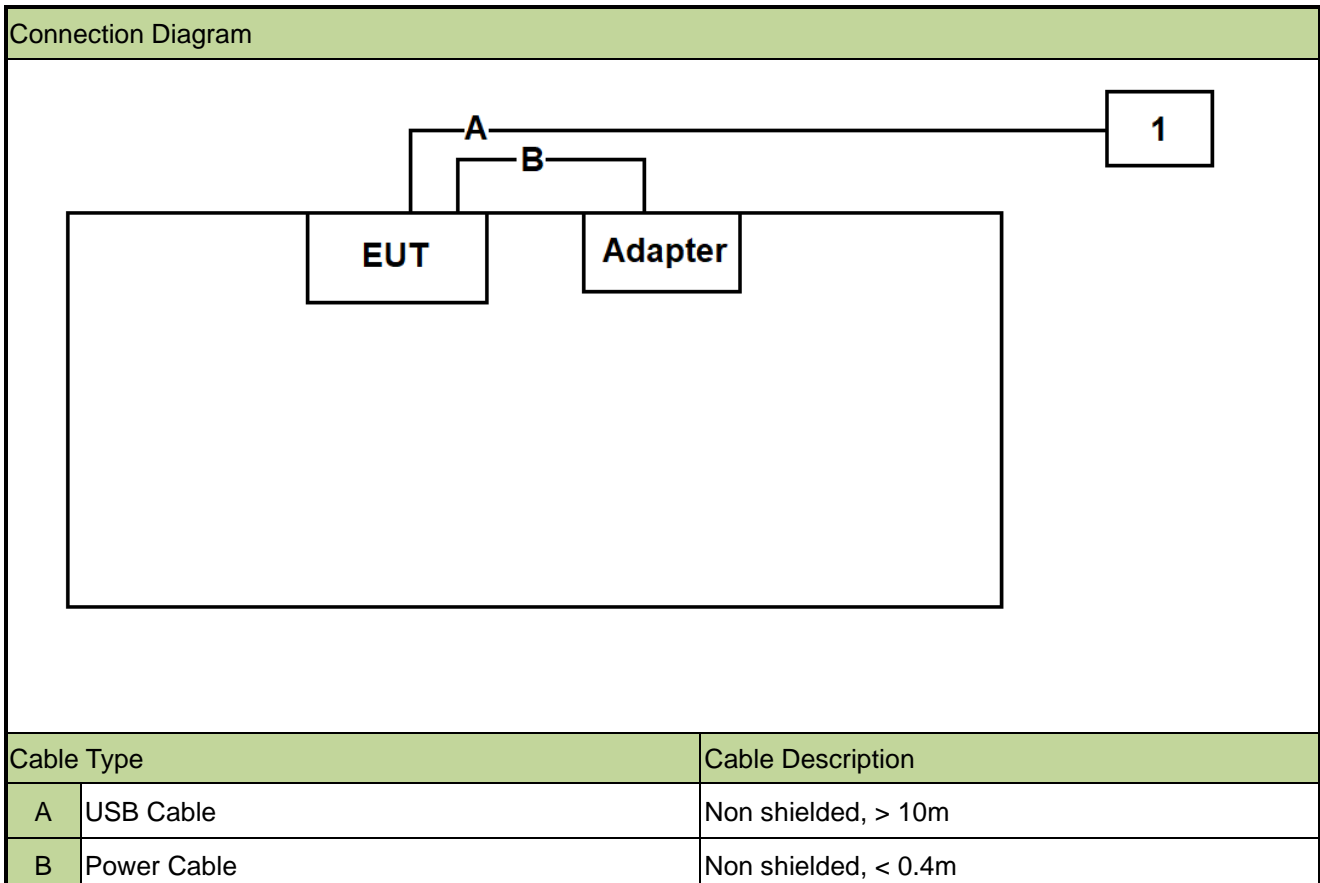 Connection Diagram
A
1
B
EUT
Adapter
Cable Type Cable Description
A USB Cable Non shielded, > 10m
B Power Cable Non shielded, < 0.4m